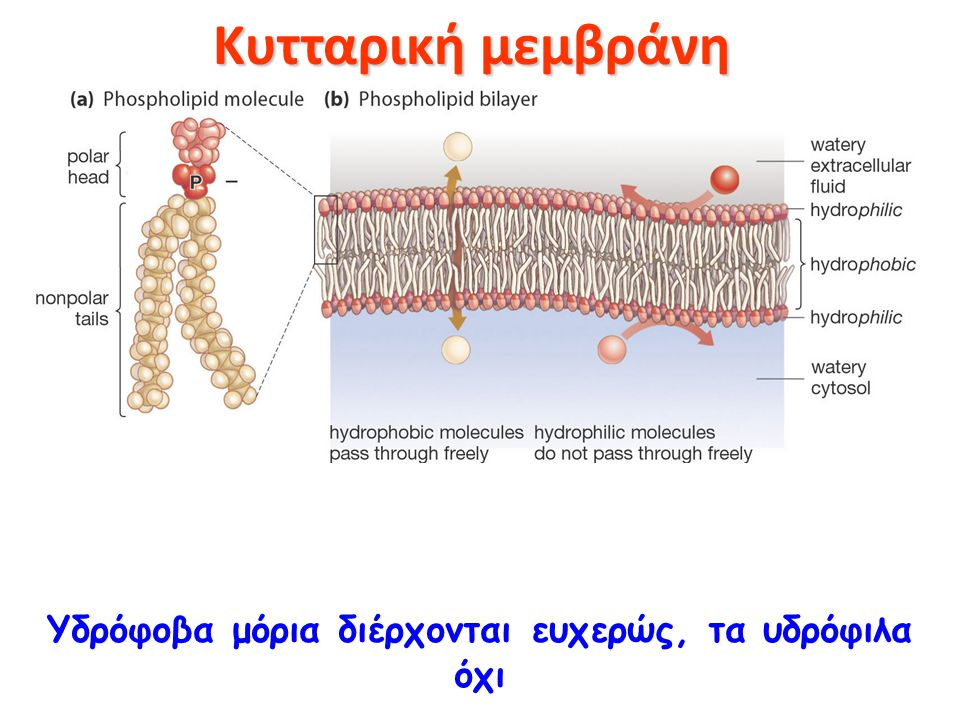 Κυτταρική μεμβράνη
(a) Phospholipid molecule
(b) Phospholipid bilayer
polar
head
P –
nonpolar
tails
watery
extracellular
fluid
hydrophilic
hydrophobic
hydrophilic
watery
cytosol
hydrophobic molecules
pass through freely
hydrophilic molecules
do not pass through freely
Υδρόφοβα μόρια διέρχονται ευχερώς, τα υδρόφιλα
όχι